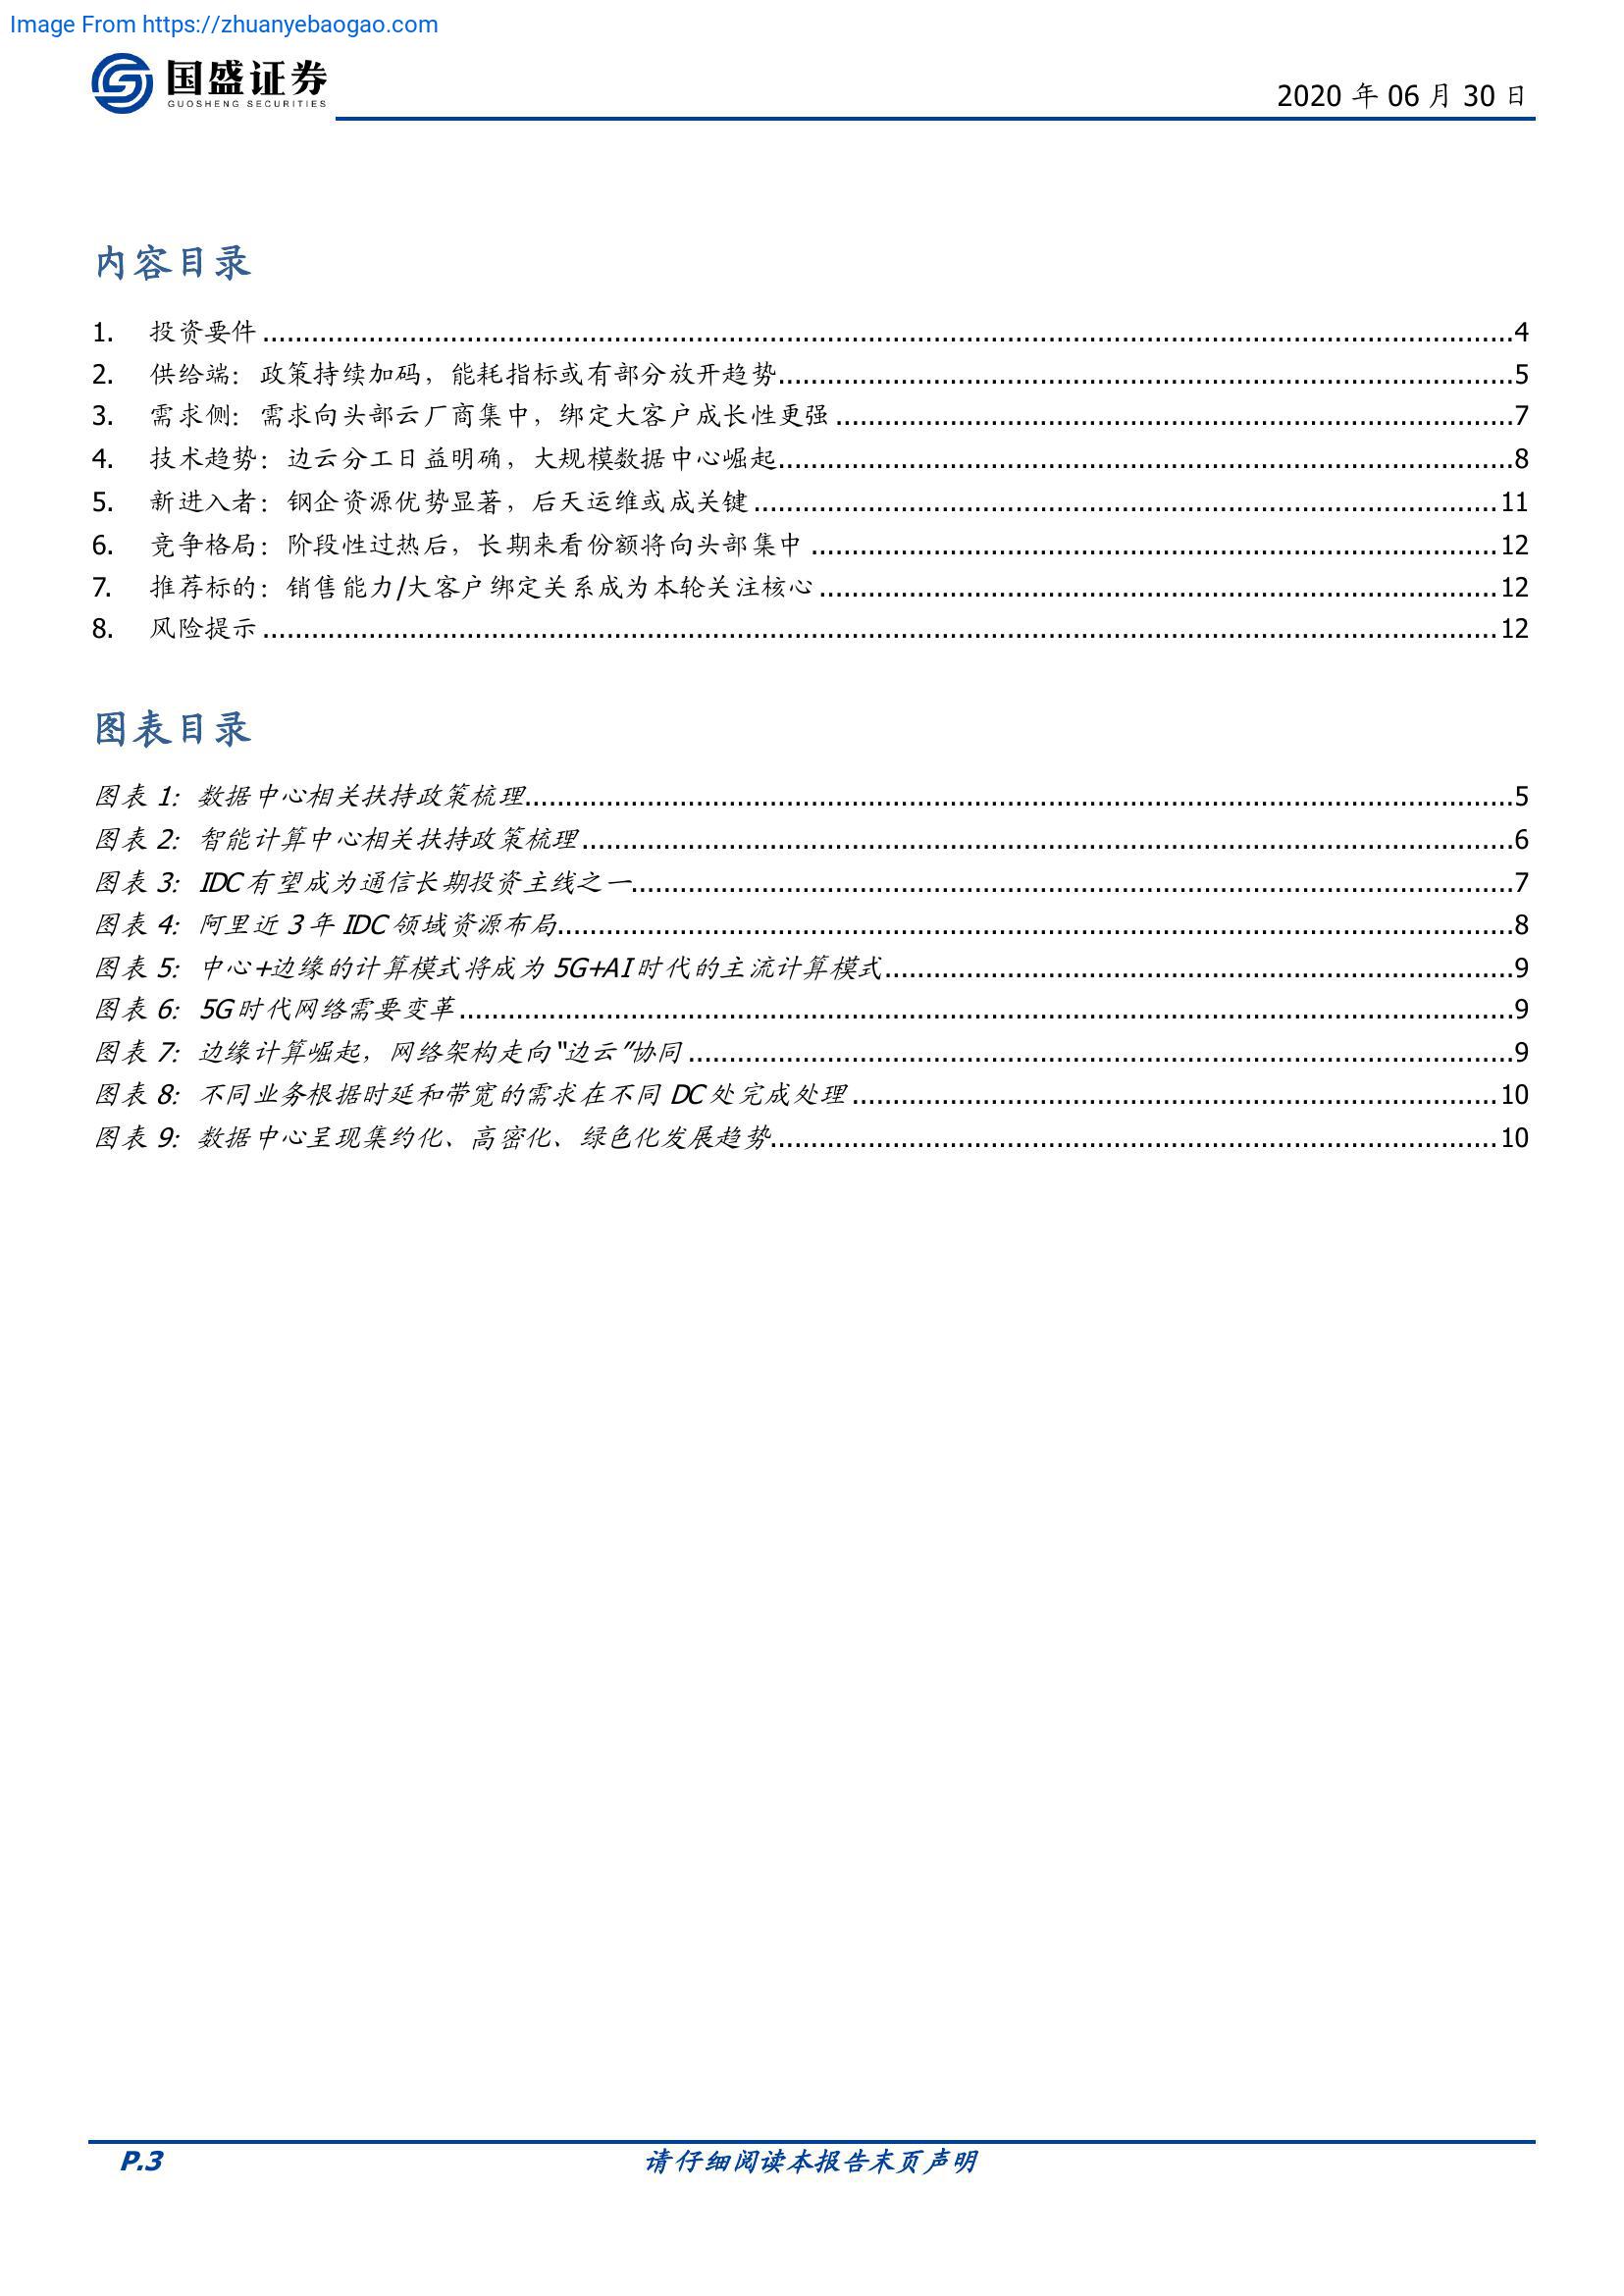 Image From https://zhuanyebaogao.com
国盛证券
GUOSHENG SECURITIES
2020 年 06 月 30 日
内容目录
1. 投资要件 4
2. 供给端：政策持续加码，能耗指标或有部分放开趋势 5
3. 需求侧：需求向头部云厂商集中，绑定大客户成长性更强 7
4. 技术趋势：边云分工日益明确，大规模数据中心崛起 8
5. 新进入者：钢企资源优势显著，后天运维或成关键 11
6. 竞争格局：阶段性过热后，长期来看份额将向头部集中 12
7. 推荐标的：销售能力/大客户绑定关系成为本轮关注核心 12
8. 风险提示 12
图表目录
图表 1：数据中心相关扶持政策梳理 5
图表 2：智能计算中心相关扶持政策梳理 6
图表 3：IDC 有望成为通信长期投资主线之一 7
图表 4：阿里近 3 年 IDC 领域资源布局 8
图表 5：中心+边缘的计算模式将成为 5G+AI 时代的主流计算模式 9
图表 6：5G 时代网络需要变革 9
图表 7：边缘计算崛起，网络架构走向“边云”协同 9
图表 8：不同业务根据时延和带宽的需求在不同 DC 处完成处理 10
图表 9：数据中心呈现集约化、高密化、绿色化发展趋势 10
P.3 请仔细阅读本报告末页声明